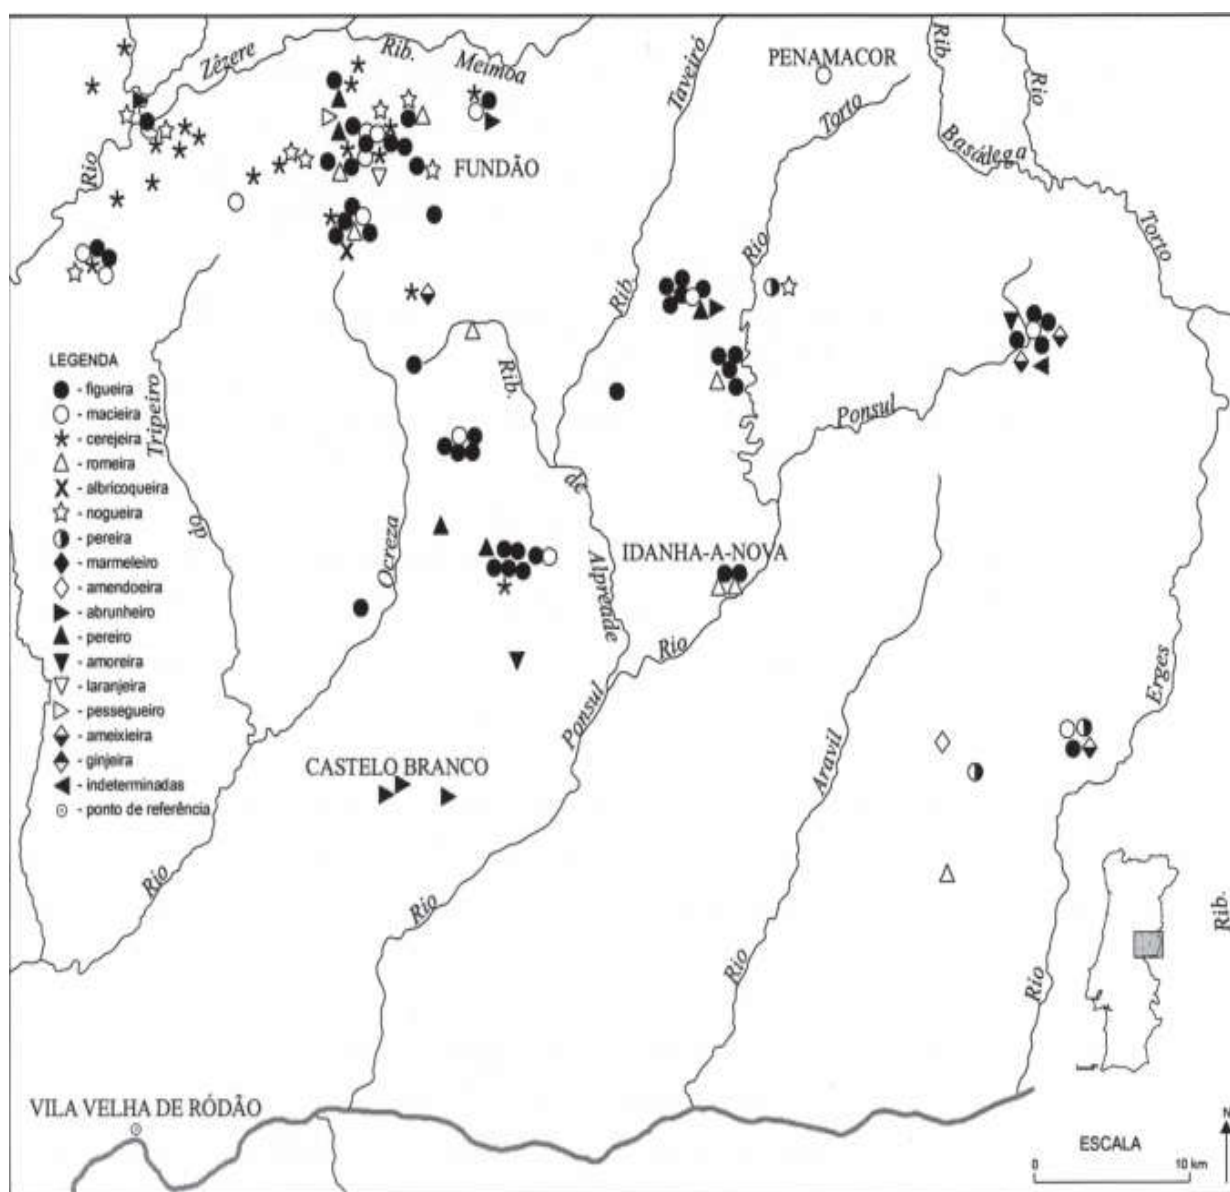 Zêzere
Rib.
Meimoa
Taveiró
PENAMACOR
Torto
Rib.
Rio
Basádega
Rio
FUNDÃO
Rio
Torto
Rib.
LEGENDA
- figueira
- macieira
- cerejeira
- romeira
- albricoqueira
- nogueira
- pereira
- marmeleiro
- amendoeira
- abrunheiro
- pereiro
- amoreira
- laranjeira
- pessegueiro
- ameixieira
- ginjeira
- indeterminadas
- ponto de referência
Tripeiro
do
Rib.
de
Alpreade
Ponsul
Ocreza
IDANHA-A-NOVA
Rio
Ponsul
Erges
Aravil
CASTELO BRANCO
Rio
Rio
Rio
Rio
Rib.
VILA VELHA DE RÓDÃO
ESCALA
0 10 km
N